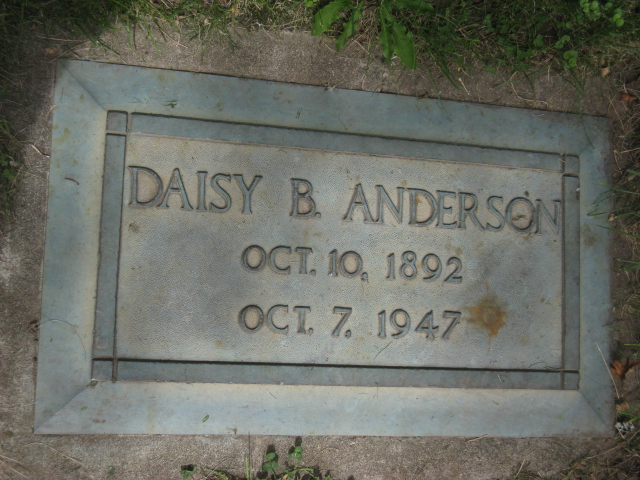 DAISY B. ANDERSON
OCT. 10, 1892
OCT. 7, 1947